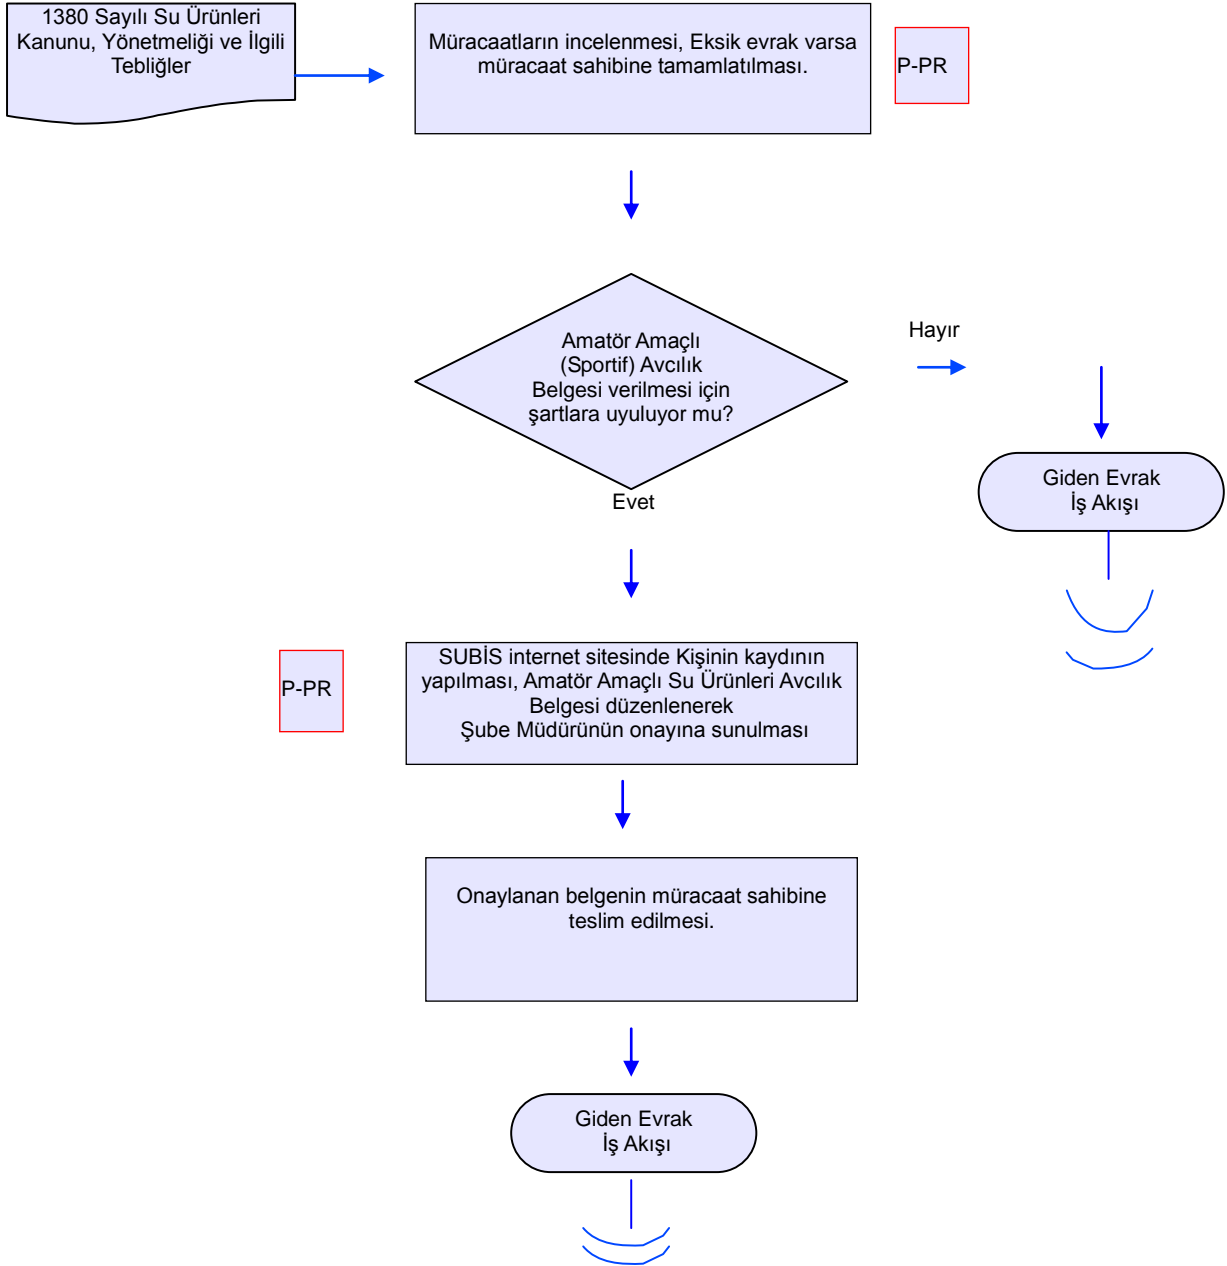 1380 Sayılı Su Ürünleri
Kanunu, Yönetmeliği ve İlgili
Tebliğler
Müracaatların incelenmesi, Eksik evrak varsa
müracaat sahibine tamamlatılması.
P-PR
Amatör Amaçlı
(Sportif) Avcılık
Belgesi verilmesi için
şartlara uyuluyor mu?
Hayır
Giden Evrak
İş Akışı
Evet
P-PR
SUBİS internet sitesinde Kişinin kaydının
yapılması, Amatör Amaçlı Su Ürünleri Avcılık
Belgesi düzenlenerek
Şube Müdürünün onayına sunulması
Onaylanan belgenin müracaat sahibine
teslim edilmesi.
Giden Evrak
İş Akışı